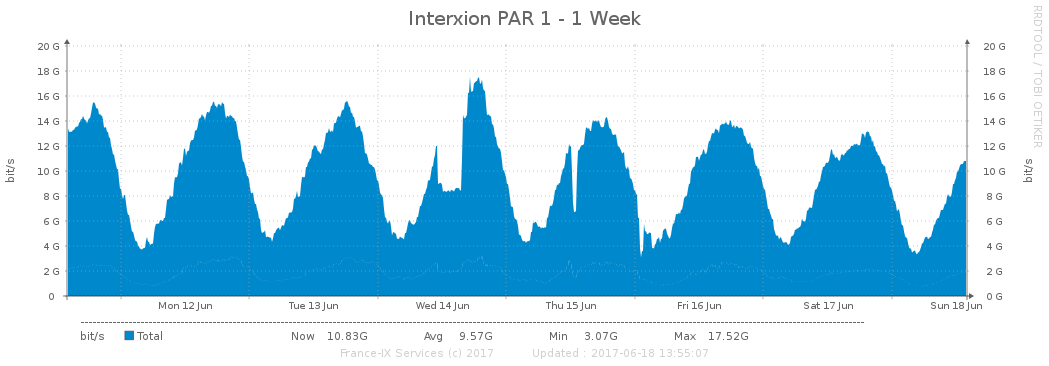 Interxion PAR 1 - 1 Week
RRDTOOL / TOBI OETIKER
20 G 20 G
18 G 18 G
16 G 16 G
14 G 14 G
12 G 12 G
10 G 10 G
8 G 8 G
6 G 6 G
4 G 4 G
2 G 2 G
0 0 G
bit/s bit/s
Mon 12 Jun Tue 13 Jun Wed 14 Jun Thu 15 Jun Fri 16 Jun Sat 17 Jun Sun 18 Jun
bit/s Total Now 10.83G Avg 9.57G Min 3.07G Max 17.52G
France-IX Services (c) 2017 Updated : 2017-06-18 13:55:07